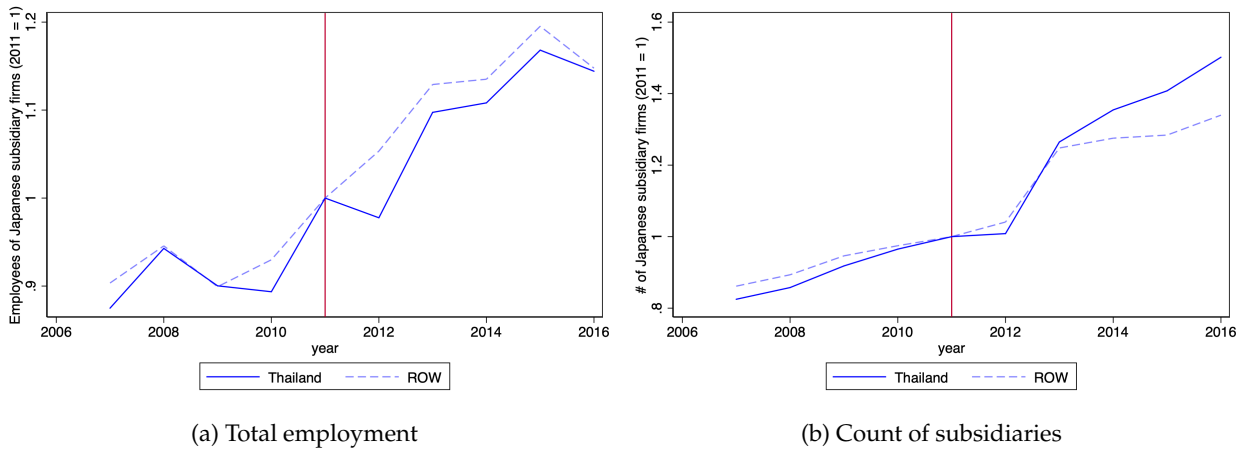 Employees of Japanese subsidiary firms (2011 = 1)
1.2
1.1
1
.9
2006 2008 2010 2012 2014 2016
year
Thailand ROW
(a) Total employment
# of Japanese subsidiary firms (2011 = 1)
1.6
1.4
1.2
1
.8
2006 2008 2010 2012 2014 2016
year
Thailand ROW
(b) Count of subsidiaries